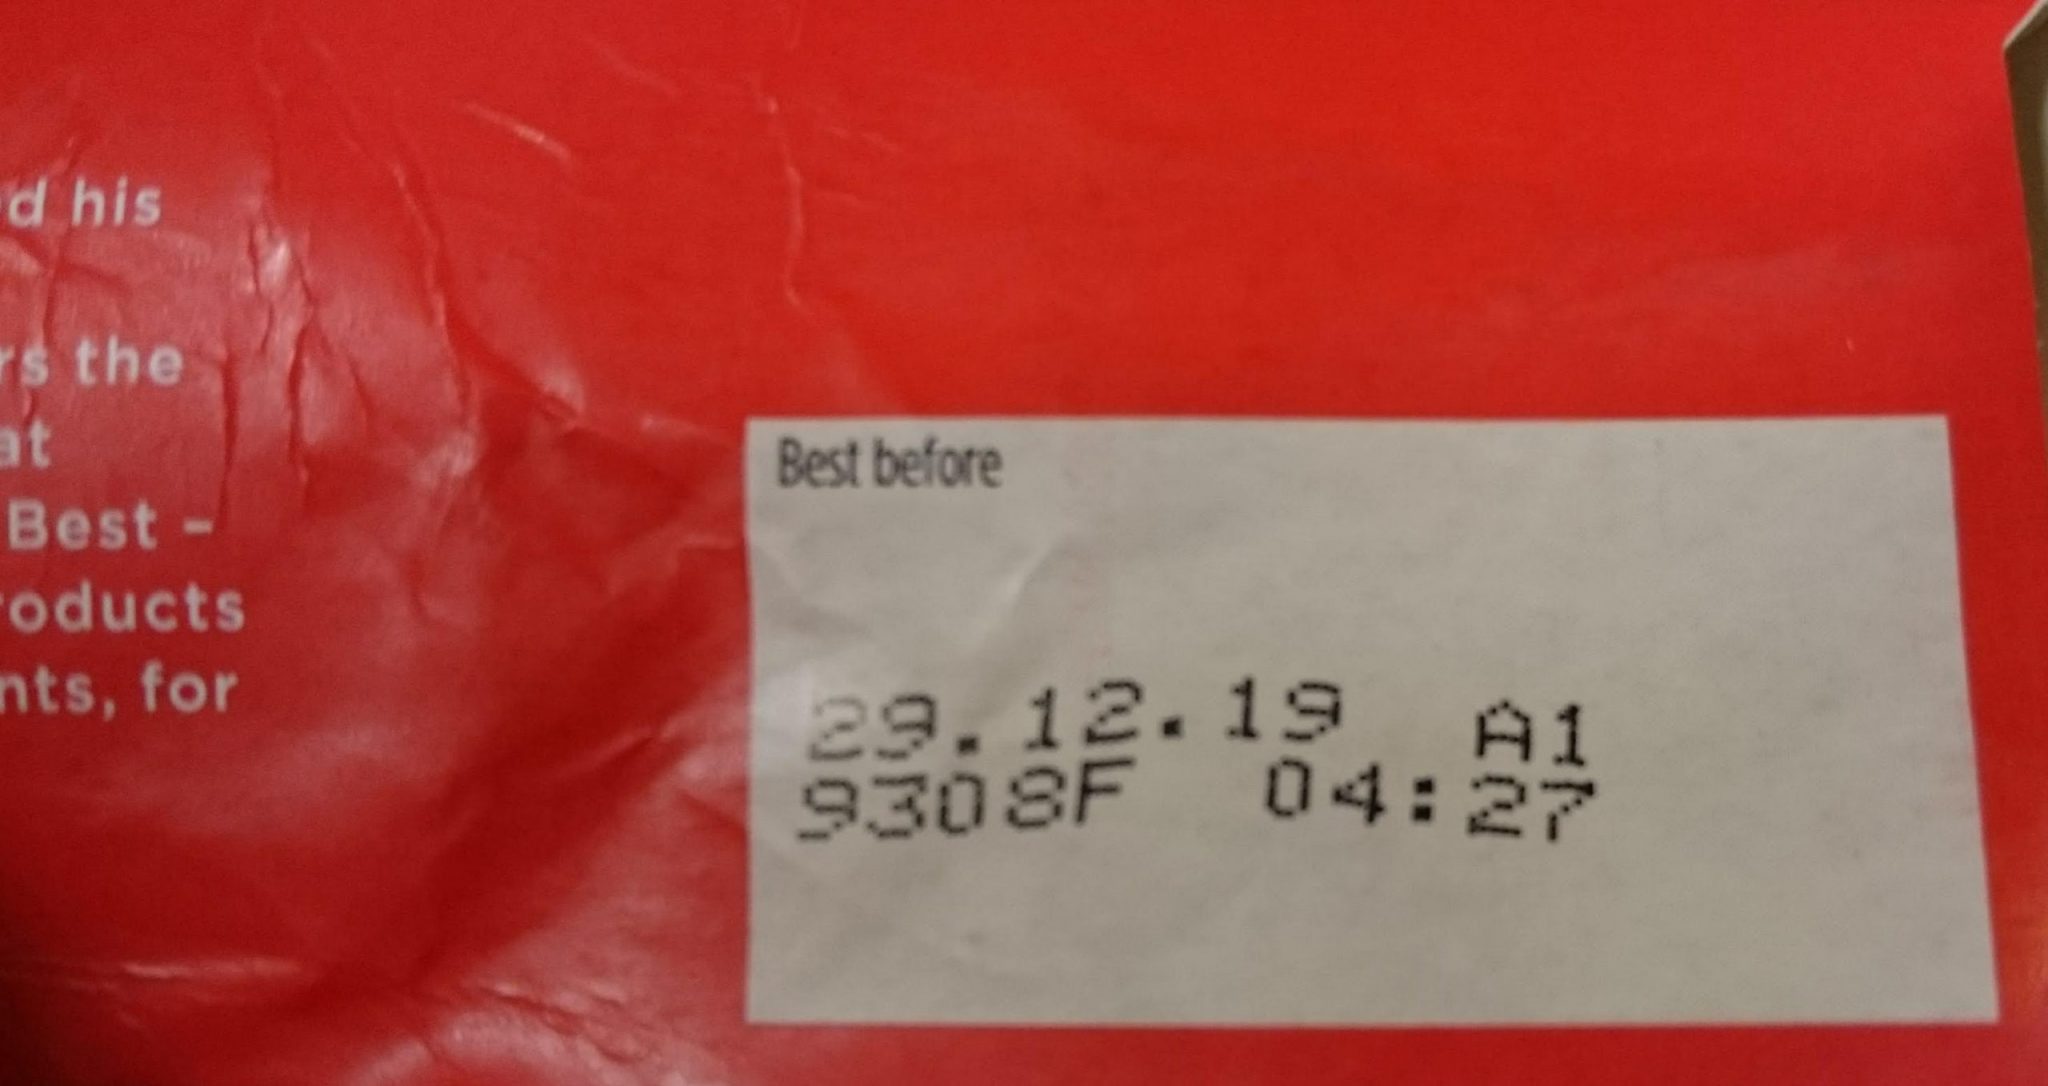 d his
rs the
at
Best –
roducts
nts, for
Best before
29.12.19 A1
9308F 04:27